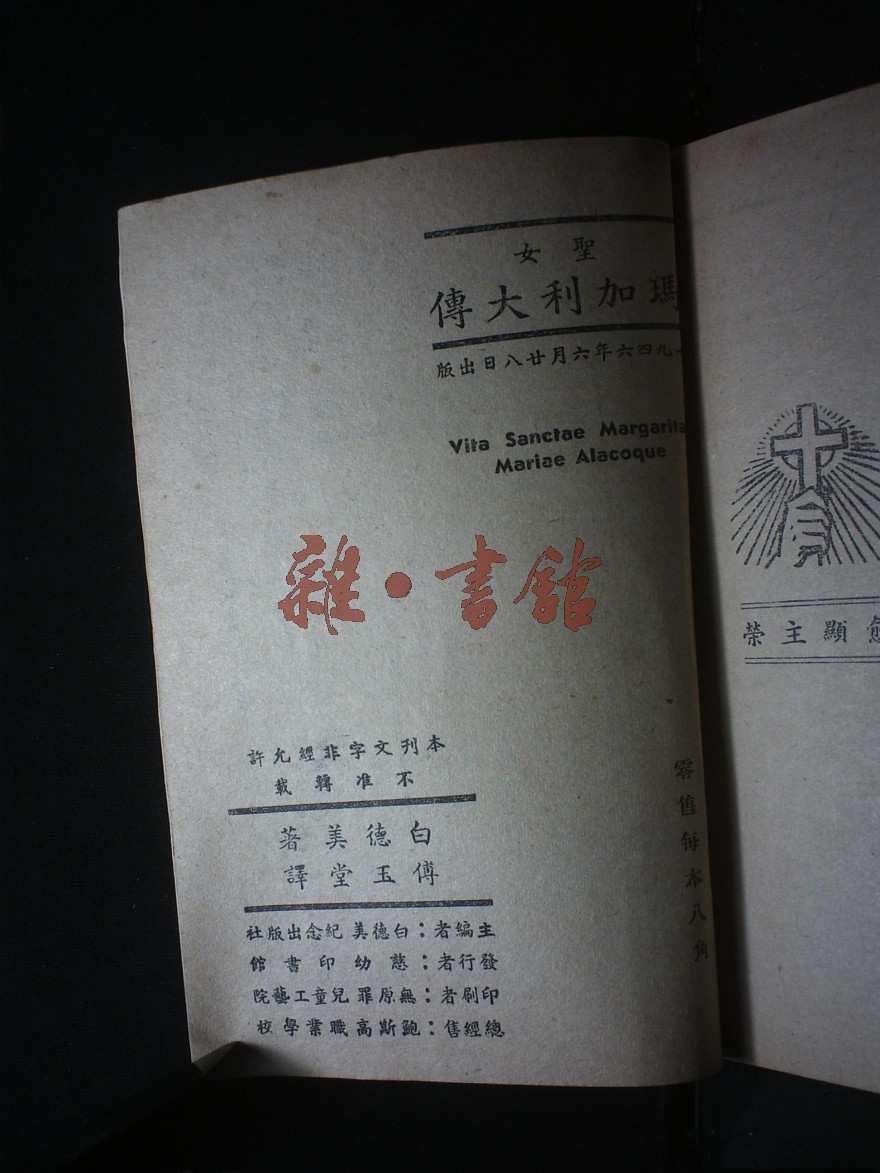 聖女
瑪加利大傳
一九四六年六月廿八日出版
Vita Sanctae Margarita
Mariae Alacoque
雜·書館
本刊文字非經允許
不准轉載
白德美著
傅玉堂譯
主編者：白德美紀念出版社
發行者：慈幼印書館
印刷者：無原罪兒童工藝院
總經售：鮑斯高職業學校
零售每本八角
愈顯主榮